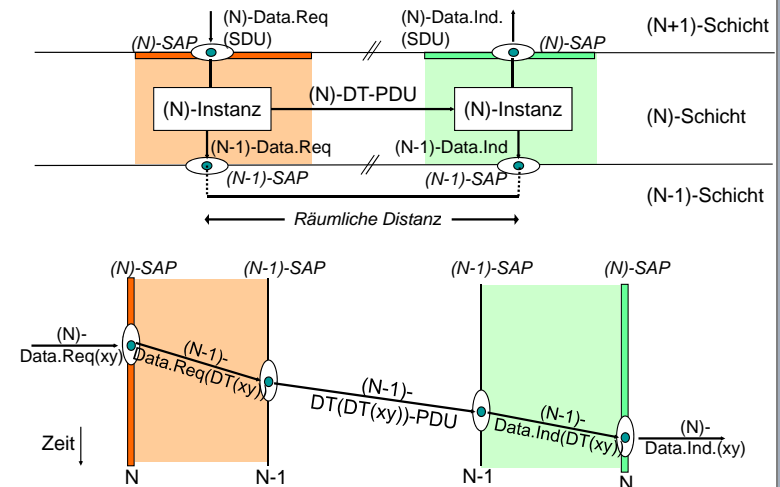 (N)-Data.Req
(SDU)
(N)-Data.Ind.
(SDU)
(N+1)-Schicht
(N)-SAP
(N)-SAP
(N)-DT-PDU
(N)-Instanz
(N)-Instanz
(N)-Schicht
(N-1)-Data.Req
(N-1)-Data.Ind
(N-1)-SAP
(N-1)-SAP
(N-1)-Schicht
Räumliche Distanz
(N)-SAP
(N-1)-SAP
(N-1)-SAP
(N)-SAP
(N)-
Data.Req(xy)
(N-1)-
Data.Req(DT(xy))
(N-1)-
DT(DT(xy))-PDU
(N-1)-
Data.Ind(DT(xy))
(N)-
Data.Ind.(xy)
Zeit
N
N-1
N-1
N